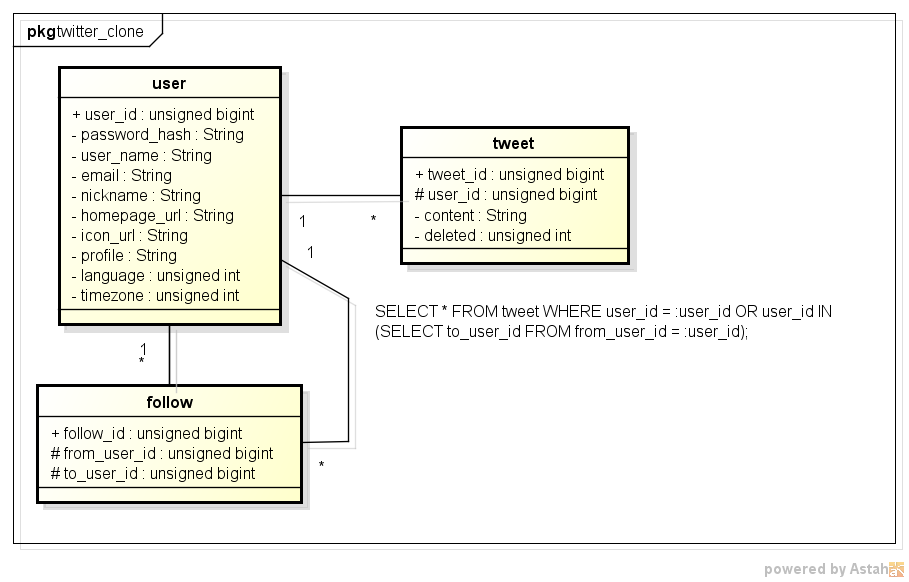 pkg twitter_clone
user
+ user_id : unsigned bigint
- password_hash : String
- user_name : String
- email : String
- nickname : String
- homepage_url : String
- icon_url : String
- profile : String
- language : unsigned int
- timezone : unsigned int
tweet
+ tweet_id : unsigned bigint
# user_id : unsigned bigint
- content : String
- deleted : unsigned int
1
*
1
SELECT * FROM tweet WHERE user_id = :user_id OR user_id IN
(SELECT to_user_id FROM from_user_id = :user_id);
1
*
follow
+ follow_id : unsigned bigint
# from_user_id : unsigned bigint
# to_user_id : unsigned bigint
*
powered by Astah